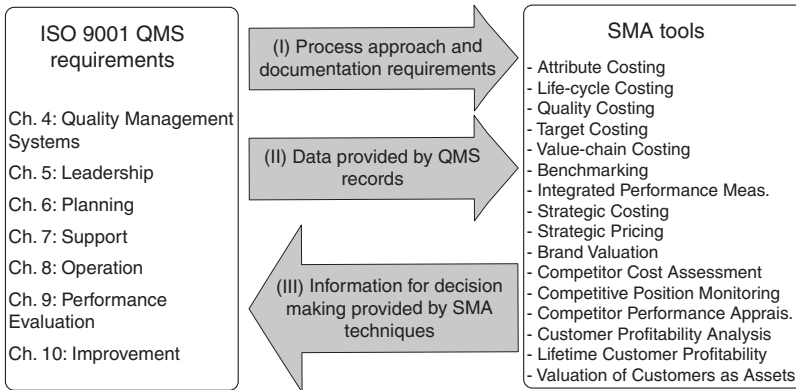 ISO 9001 QMS
requirements
Ch. 4: Quality Management
Systems
Ch. 5: Leadership
Ch. 6: Planning
Ch. 7: Support
Ch. 8: Operation
Ch. 9: Performance
Evaluation
Ch. 10: Improvement
(I) Process approach and
documentation requirements
(II) Data provided by QMS
records
(III) Information for decision
making provided by SMA
techniques
SMA tools
- Attribute Costing
- Life-cycle Costing
- Quality Costing
- Target Costing
- Value-chain Costing
- Benchmarking
- Integrated Performance Meas.
- Strategic Costing
- Strategic Pricing
- Brand Valuation
- Competitor Cost Assessment
- Competitive Position Monitoring
- Competitor Performance Apprais.
- Customer Profitability Analysis
- Lifetime Customer Profitability
- Valuation of Customers as Assets